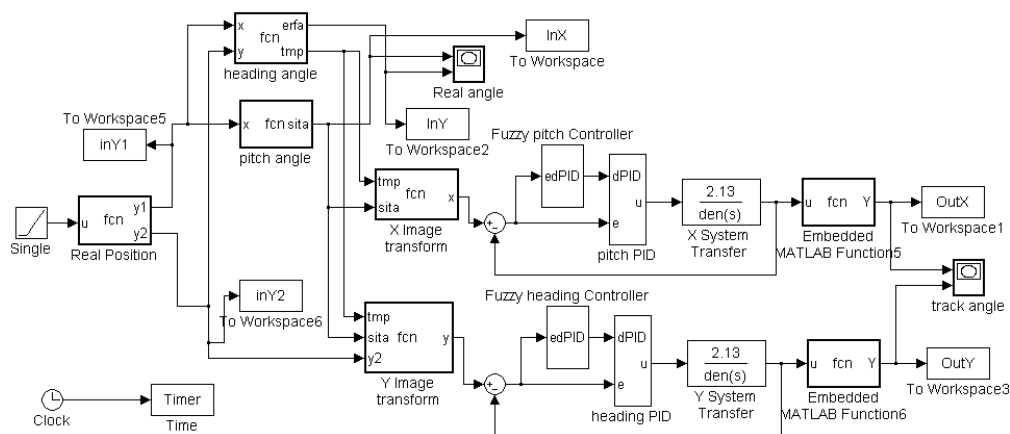 x
y
fcn
erfa
tmp
heading angle
InX
To Workspace
Real angle
To Workspace5
inY1
x
fcn
sita
pitch angle
InY
To Workspace2
Fuzzy pitch Controller
edPID
dPID
e
u
pitch PID
2.13
den(s)
X System
Transfer
u
fcn
Y
Embedded
MATLAB Function5
OutX
To Workspace1
tmp
sita
fcn
x
X Image
transform
+
-
Single
u
fcn
y1
y2
Real Position
inY2
To Workspace6
track angle
Fuzzy heading Controller
edPID
dPID
e
u
heading PID
2.13
den(s)
Y System
Transfer
u
fcn
Y
Embedded
MATLAB Function6
OutY
To Workspace3
tmp
sita
y2
fcn
y
Y Image
transform
+
-
Clock
Timer
Time